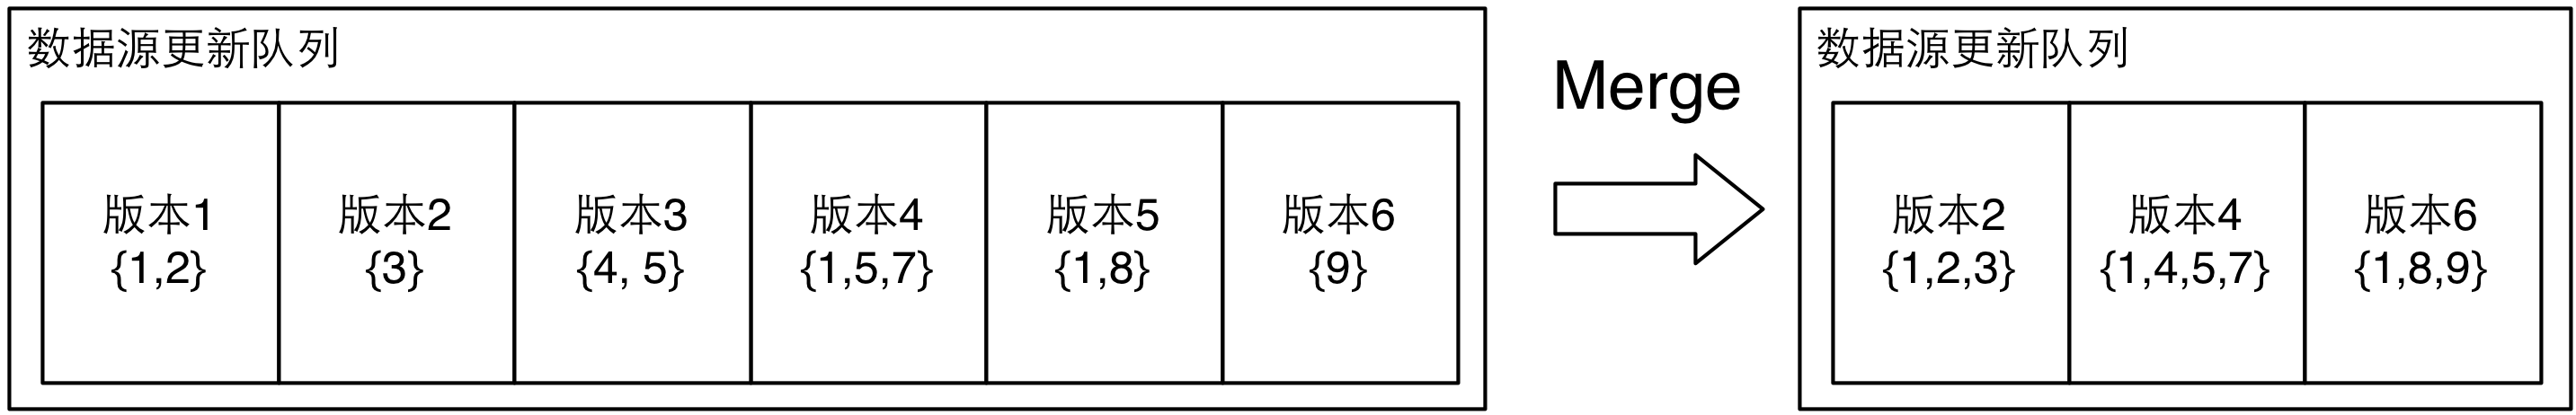 数据源更新队列
版本1
{1,2}
版本2
{3}
版本3
{4, 5}
版本4
{1,5,7}
版本5
{1,8}
版本6
{9}
Merge
数据源更新队列
版本2
{1,2,3}
版本4
{1,4,5,7}
版本6
{1,8,9}